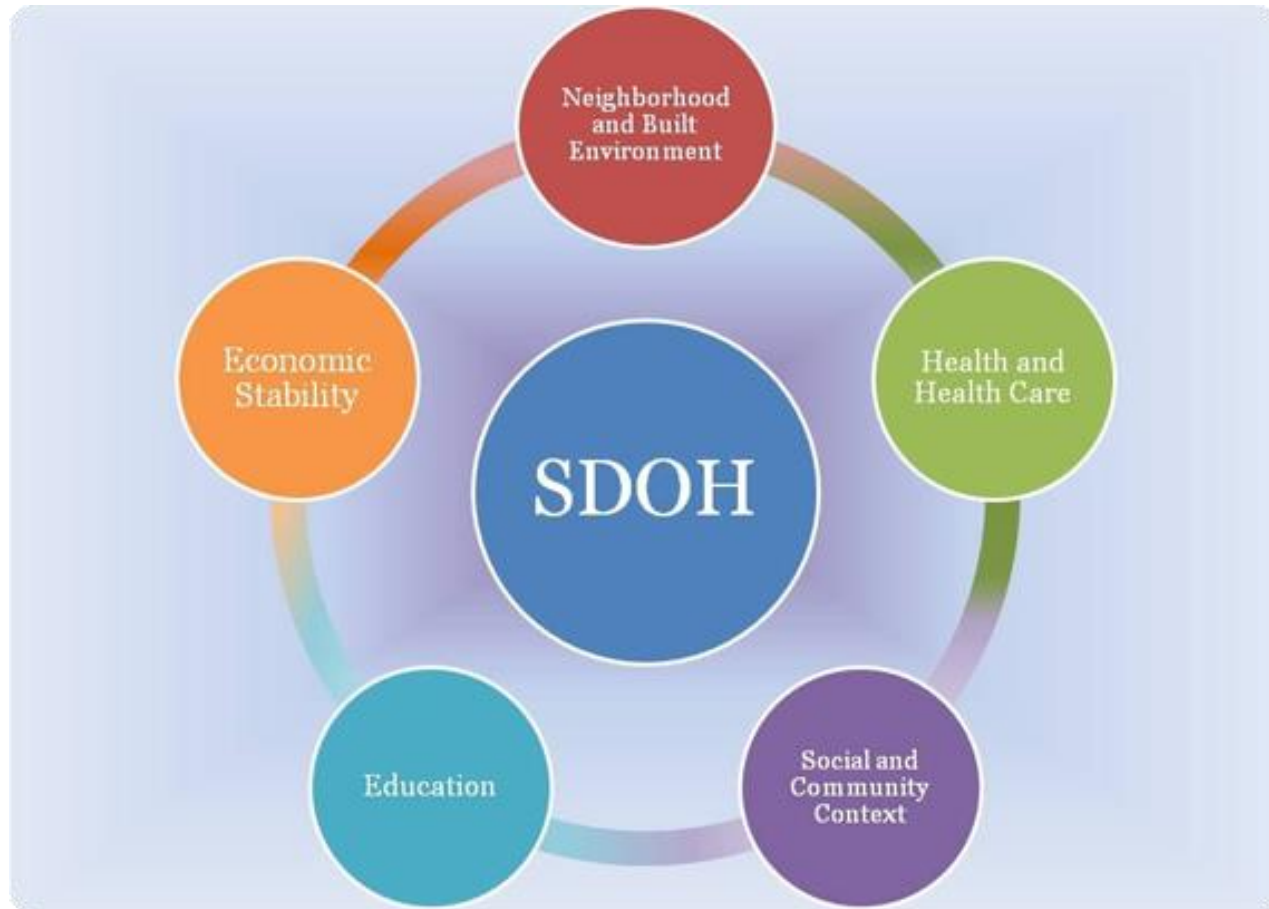 Neighborhood
and Built
Environment
Economic
Stability
Health and
Health Care
SDOH
Education
Social and
Community
Context